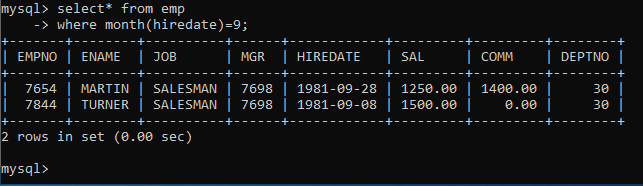 mysql> select* from emp
    -> where month(hiredate)=9;
+-------+--------+----------+------+------------+---------+---------+--------+
| EMPNO | ENAME  | JOB      | MGR  | HIREDATE   | SAL     | COMM    | DEPTNO |
+-------+--------+----------+------+------------+---------+---------+--------+
|  7654 | MARTIN | SALESMAN | 7698 | 1981-09-28 | 1250.00 | 1400.00 |     30 |
|  7844 | TURNER | SALESMAN | 7698 | 1981-09-08 | 1500.00 |    0.00 |     30 |
+-------+--------+----------+------+------------+---------+---------+--------+
2 rows in set (0.00 sec)
mysql>